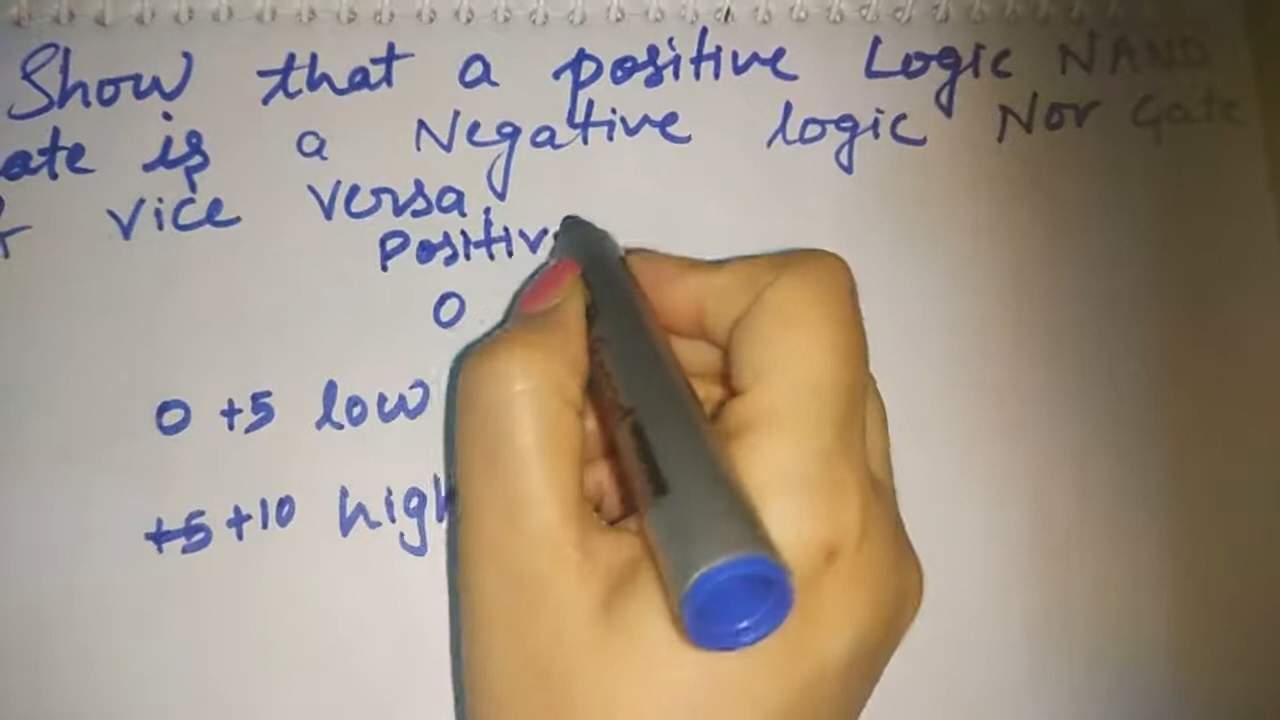 Show that a positive Logic NAND
ate is a Negative logic Nor Gate
vice versa.
Positiv
0
0 +5 low
+5 +10 high